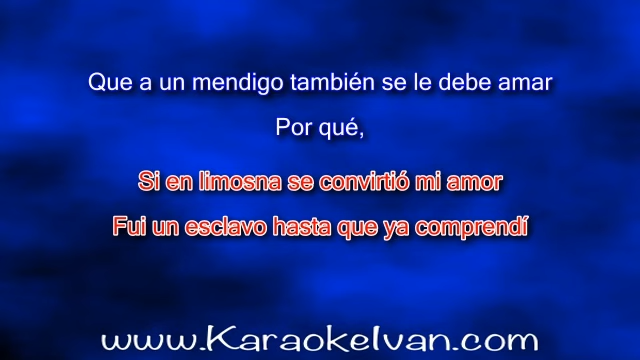 Que a un mendigo también se le debe amar
Por qué,
Si en limosna se convirtió mi amor
Fui un esclavo hasta que ya comprendí
www.KaraokeIvan.com